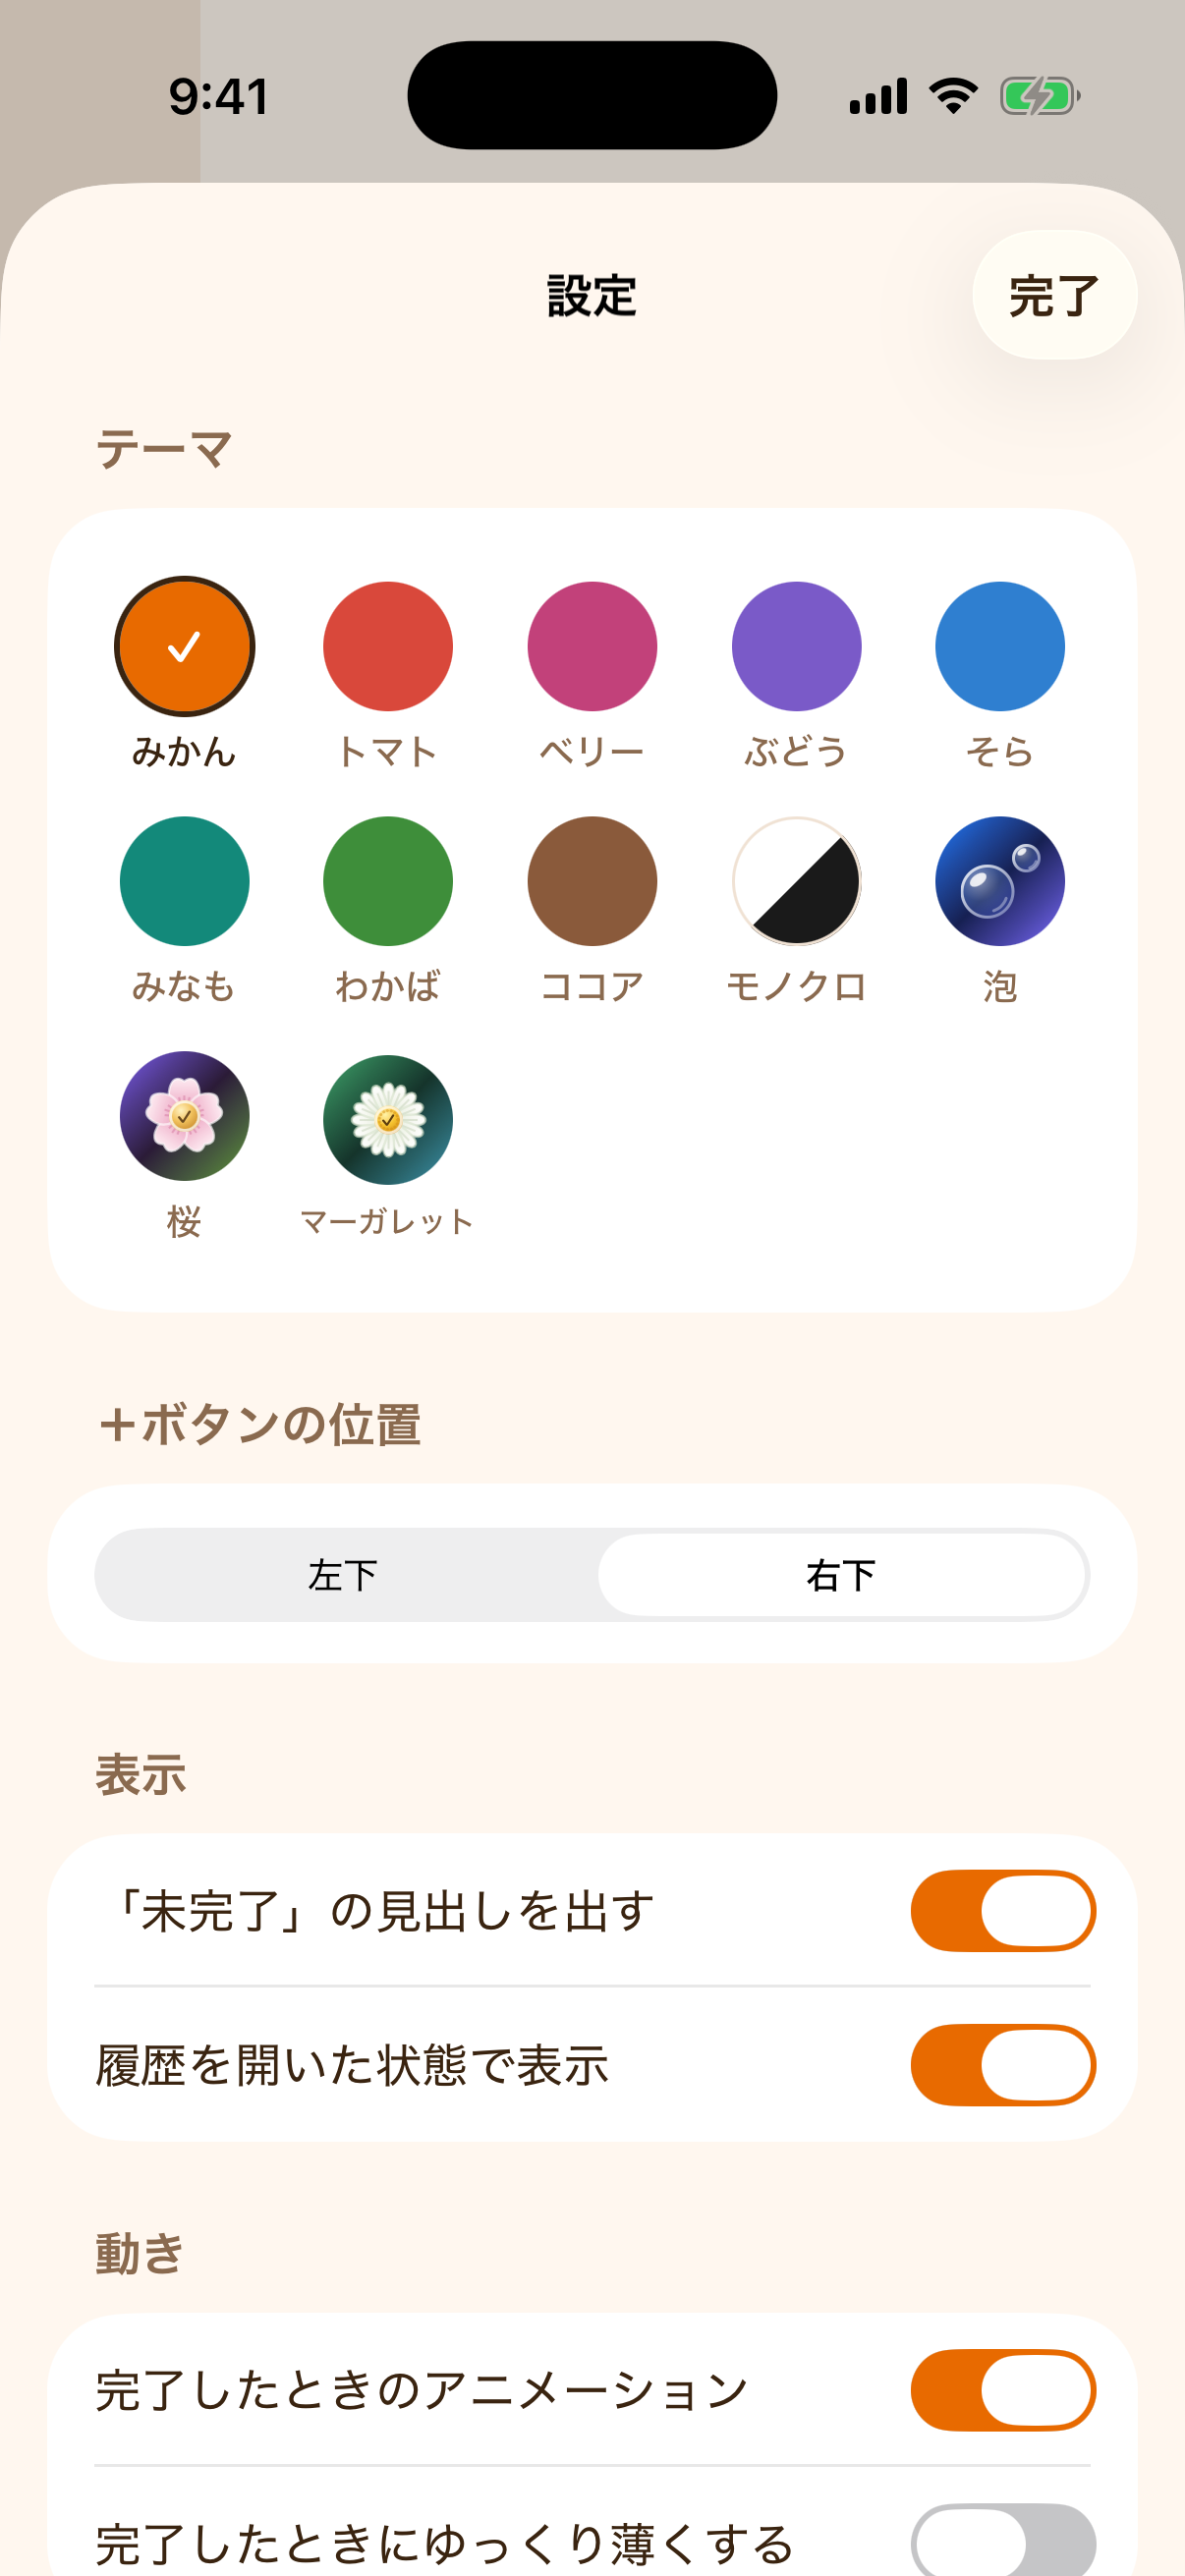 9:41
設定
完了
テーマ
みかん トマト ベリー ぶどう そら
みなも わかば ココア モノクロ 泡
桜 マーガレット
＋ボタンの位置
左下 右下
表示
「未完了」の見出しを出す
履歴を開いた状態で表示
動き
完了したときのアニメーション
完了したときにゆっくり薄くする